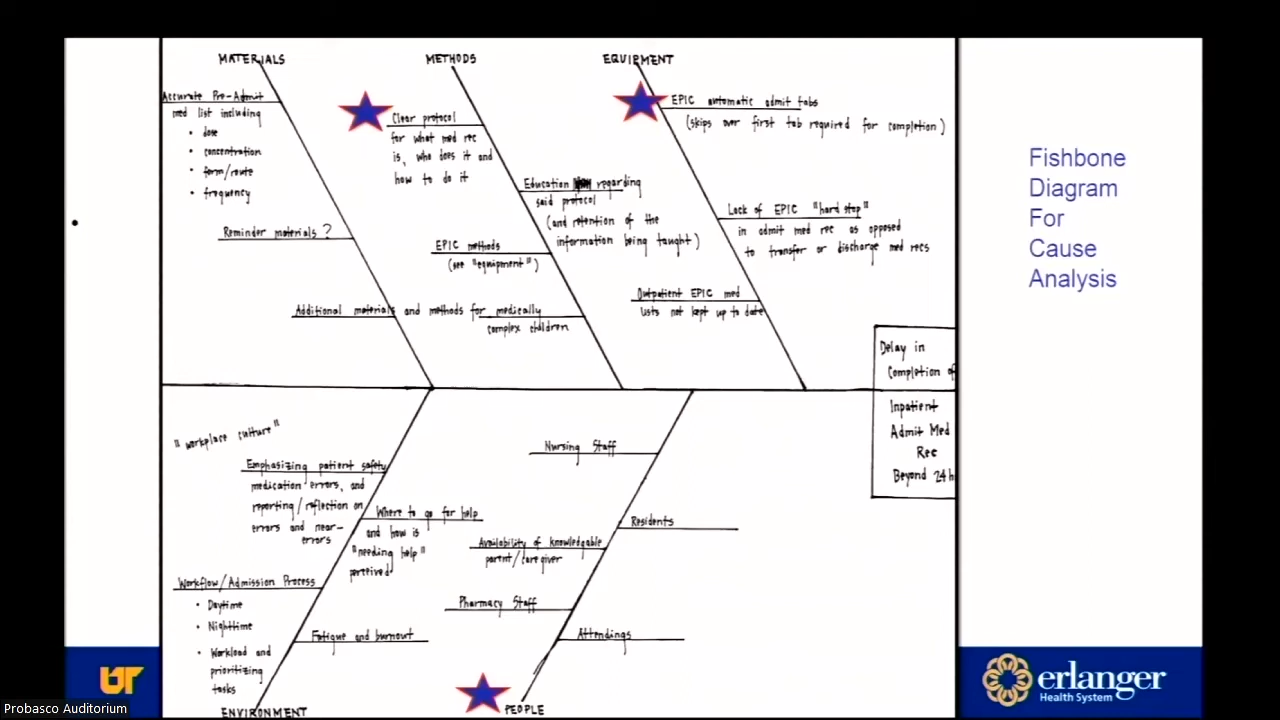 MATERIALS
Accurate Pre-Admit
med list including
• dose
• concentration
• form/route
• frequency
Reminder materials?
Additional materials and methods for medically
complex children
METHODS
Clear protocol
for what med rec
is, who does it and
how to do it
Education regarding
said protocol
(and retention of the
information being taught)
EPIC methods
(see "equipment")
EQUIPMENT
EPIC automatic admit tabs
(skips over first tab required for completion)
Lack of EPIC "hard stop"
in admit med rec as opposed
to transfer or discharge med recs
Outpatient EPIC med
lists not kept up to date
Delay in
Completion of
Inpatient
Admit Med
Rec
Beyond 24h
"workplace culture"
Emphasizing patient safety
medication errors, and
reporting/reflection on
errors and near-
errors
Where to go for help
and how is
"needing help"
perceived
Workflow/Admission Process
• Daytime
• Nighttime
• Workload and
prioritizing
tasks
Fatigue and burnout
ENVIRONMENT
Nursing Staff
Residents
Availability of knowledgable
parent/caregiver
Pharmacy Staff
Attendings
PEOPLE
Fishbone
Diagram
For
Cause
Analysis
UT
erlanger
Health System
Probasco Auditorium